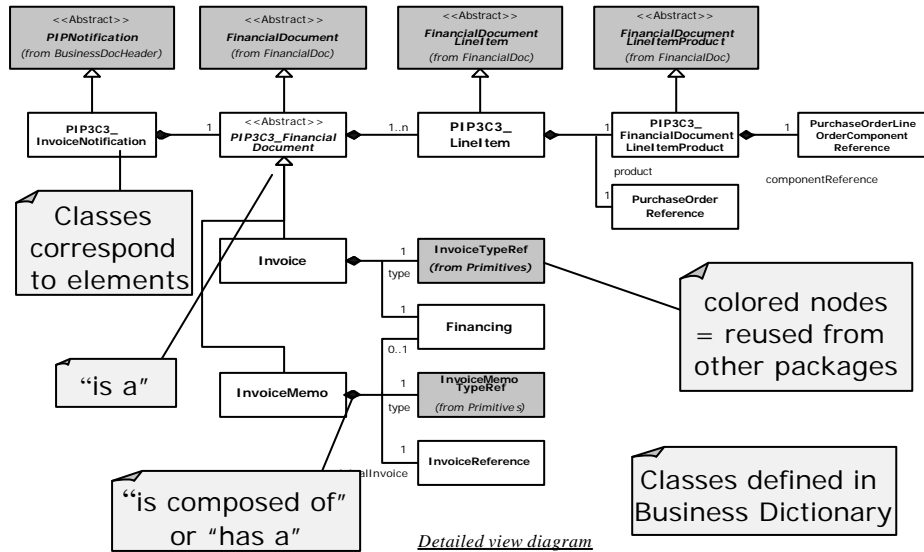 <<Abstract>>
PIPNotification
(from BusinessDocHeader)
<<Abstract>>
FinancialDocument
(from FinancialDoc)
<<Abstract>>
FinancialDocument
LineItem
(from FinancialDoc)
<<Abstract>>
FinancialDocument
LineItemProduct
(from FinancialDoc)
PIP3C3_
InvoiceNotification
1
<<Abstract>>
PIP3C3_Financial
Document
1..n
PIP3C3_
LineItem
1
PIP3C3_
FinancialDocument
LineItemProduct
1
PurchaseOrderLine
OrderComponent
Reference
product
componentReference
1
PurchaseOrder
Reference
Classes
correspond
to elements
Invoice
1
type
InvoiceTypeRef
(from Primitives)
1
Financing
0..1
colored nodes
= reused from
other packages
“is a”
InvoiceMemo
1
type
InvoiceMemo
TypeRef
(from Primitives)
1
InvoiceReference
alInvoice
“is composed of”
or “has a”
Classes defined in
Business Dictionary
Detailed view diagram